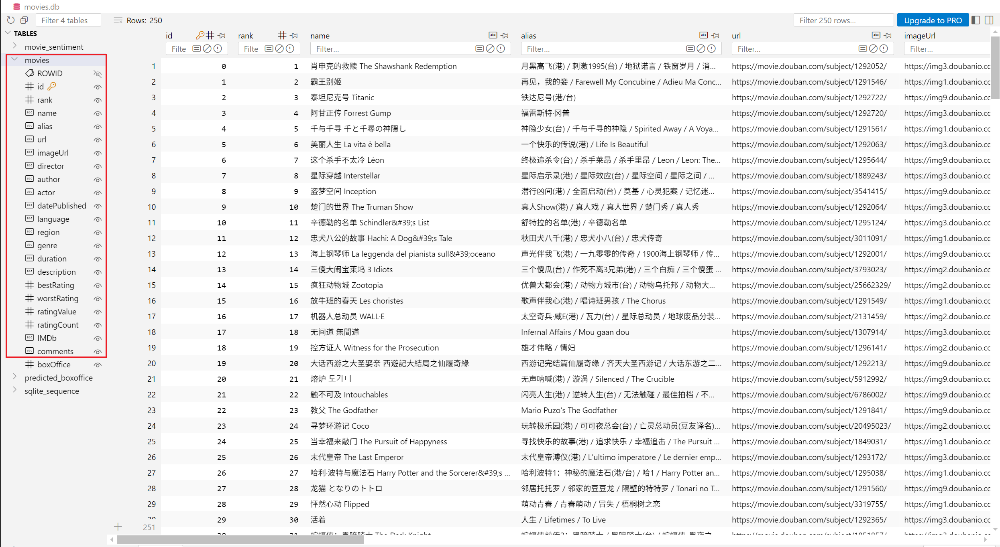 movies.db
Filter 4 tables
Rows: 250
Filter 250 rows...
Upgrade to PRO
TABLES
movie_sentiment
movies
ROWID
id
rank
name
alias
url
imageUrl
director
author
actor
datePublished
language
region
genre
duration
description
bestRating
worstRating
ratingValue
ratingCount
IMDb
comments
boxOffice
predicted_boxoffice
sqlite_sequence
id rank name alias url imageUrl
Filte Filte Filter... Filter... Filter... Filter...
1 0 1 肖申克的救赎 The Shawshank Redemption 月黑高飞(港) / 刺激1995(台) / 地狱诺言 / 铁窗岁月 / 消... https://movie.douban.com/subject/1292052/ https://img3.doubanio.cc
2 1 2 霸王别姬 再见，我的妾 / Farewell My Concubine / Adieu Ma Conc... https://movie.douban.com/subject/1291546/ https://img1.doubanio.cc
3 2 3 泰坦尼克号 Titanic 铁达尼号(港/台) https://movie.douban.com/subject/1292722/ https://img9.doubanio.cc
4 3 4 阿甘正传 Forrest Gump 福雷斯特·冈普 https://movie.douban.com/subject/1292720/ https://img3.doubanio.cc
5 4 5 千与千寻 千と千尋の神隠し 神隐少女(台) / 千与千寻的神隐 / Spirited Away / A Voya... https://movie.douban.com/subject/1291561/ https://img1.doubanio.cc
6 5 6 美丽人生 La vita è bella 一个快乐的传说(港) / Life Is Beautiful https://movie.douban.com/subject/1292063/ https://img3.doubanio.cc
7 6 7 这个杀手不太冷 Léon 终极追杀令(台) / 杀手莱昂 / 杀手里昂 / Leon / Leon: The... https://movie.douban.com/subject/1295644/ https://img9.doubanio.cc
8 7 8 星际穿越 Interstellar 星际启示录(港) / 星际效应(台) / 星际空间 / 星际之间 / ... https://movie.douban.com/subject/1889243/ https://img3.doubanio.cc
9 8 9 盗梦空间 Inception 潜行凶间(港) / 全面启动(台) / 奠基 / 心灵犯案 / 记忆迷... https://movie.douban.com/subject/3541415/ https://img9.doubanio.cc
10 9 10 楚门的世界 The Truman Show 真人Show(港) / 真人戏 / 真人世界 / 楚门秀 / 真人秀 https://movie.douban.com/subject/1292064/ https://img3.doubanio.cc
11 10 11 辛德勒的名单 Schindler&#39;s List 舒特拉的名单(港) / 辛德勒名单 https://movie.douban.com/subject/1295124/ https://img3.doubanio.cc
12 11 12 忠犬八公的故事 Hachi: A Dog&#39;s Tale 秋田犬八千(港) / 忠犬小八(台) / 忠犬传奇 https://movie.douban.com/subject/3011091/ https://img1.doubanio.cc
13 12 13 海上钢琴师 La leggenda del pianista sull&#39;oceano 声光伴我飞(港) / 一九零零的传奇 / 1900海上钢琴师 / 传... https://movie.douban.com/subject/1292001/ https://img9.doubanio.cc
14 13 14 三傻大闹宝莱坞 3 Idiots 三个傻瓜(台) / 作死不离3兄弟(港) / 三个白痴 / 三个傻蛋 ... https://movie.douban.com/subject/3793023/ https://img2.doubanio.cc
15 14 15 疯狂动物城 Zootopia 优兽大都会(港) / 动物方城市(台) / 动物乌托邦 / 动物大... https://movie.douban.com/subject/25662329/ https://img2.doubanio.cc
16 15 16 放牛班的春天 Les choristes 歌声伴我心(港) / 唱诗班男孩 / The Chorus https://movie.douban.com/subject/1291549/ https://img1.doubanio.cc
17 16 17 机器人总动员 WALL·E 太空奇兵·威E(港) / 瓦力(台) / 星际总动员 / 地球废品分装... https://movie.douban.com/subject/2131459/ https://img2.doubanio.cc
18 17 18 无间道 無間道 Infernal Affairs / Mou gaan dou https://movie.douban.com/subject/1307914/ https://img3.doubanio.cc
19 18 19 控方证人 Witness for the Prosecution 雄才伟略 / 情妇 https://movie.douban.com/subject/1296141/ https://img2.doubanio.cc
20 19 20 大话西游之大圣娶亲 西遊記大結局之仙履奇緣 西游记完结篇仙履奇缘 / 齐天大圣西游记 / 大话东游之二... https://movie.douban.com/subject/1292213/ https://img9.doubanio.cc
21 20 21 熔炉 도가니 无声呐喊(港) / 漩涡 / Silenced / The Crucible https://movie.douban.com/subject/5912992/ https://img9.doubanio.cc
22 21 22 触不可及 Intouchables 闪亮人生(港) / 逆转人生(台) / 无法触碰 / 最佳拍档 / 不... https://movie.douban.com/subject/6786002/ https://img9.doubanio.cc
23 22 23 教父 The Godfather Mario Puzo's The Godfather https://movie.douban.com/subject/1291841/ https://img9.doubanio.cc
24 23 24 寻梦环游记 Coco 玩转极乐园(港) / 可可夜总会(台) / 亡灵总动员(豆友译名)... https://movie.douban.com/subject/20495023/ https://img2.doubanio.cc
25 24 25 当幸福来敲门 The Pursuit of Happyness 寻找快乐的故事(港) / 追求快乐 / 幸福追击 / The Pursuit ... https://movie.douban.com/subject/1849031/ https://img1.doubanio.cc
26 25 26 末代皇帝 The Last Emperor 末代皇帝溥仪(港) / L'ultimo imperatore / Le dernier emp... https://movie.douban.com/subject/1293172/ https://img3.doubanio.cc
27 26 27 哈利·波特与魔法石 Harry Potter and the Sorcerer&#39;s ... 哈利波特1：神秘的魔法石(港/台) / 哈1 / Harry Potter an... https://movie.douban.com/subject/1295038/ https://img1.doubanio.cc
28 27 28 龙猫 となりのトトロ 邻居托托罗 / 邻家的豆豆龙 / 隔壁的特特罗 / Tonari no T... https://movie.douban.com/subject/1291560/ https://img9.doubanio.cc
29 28 29 怦然心动 Flipped 萌动青春 / 青春萌动 / 冒失 / 梧桐树之恋 https://movie.douban.com/subject/3319755/ https://img1.doubanio.cc
29 30 活着 人生 / Lifetimes / To Live https://movie.douban.com/subject/1292365/ https://img3.doubanio.cc
251